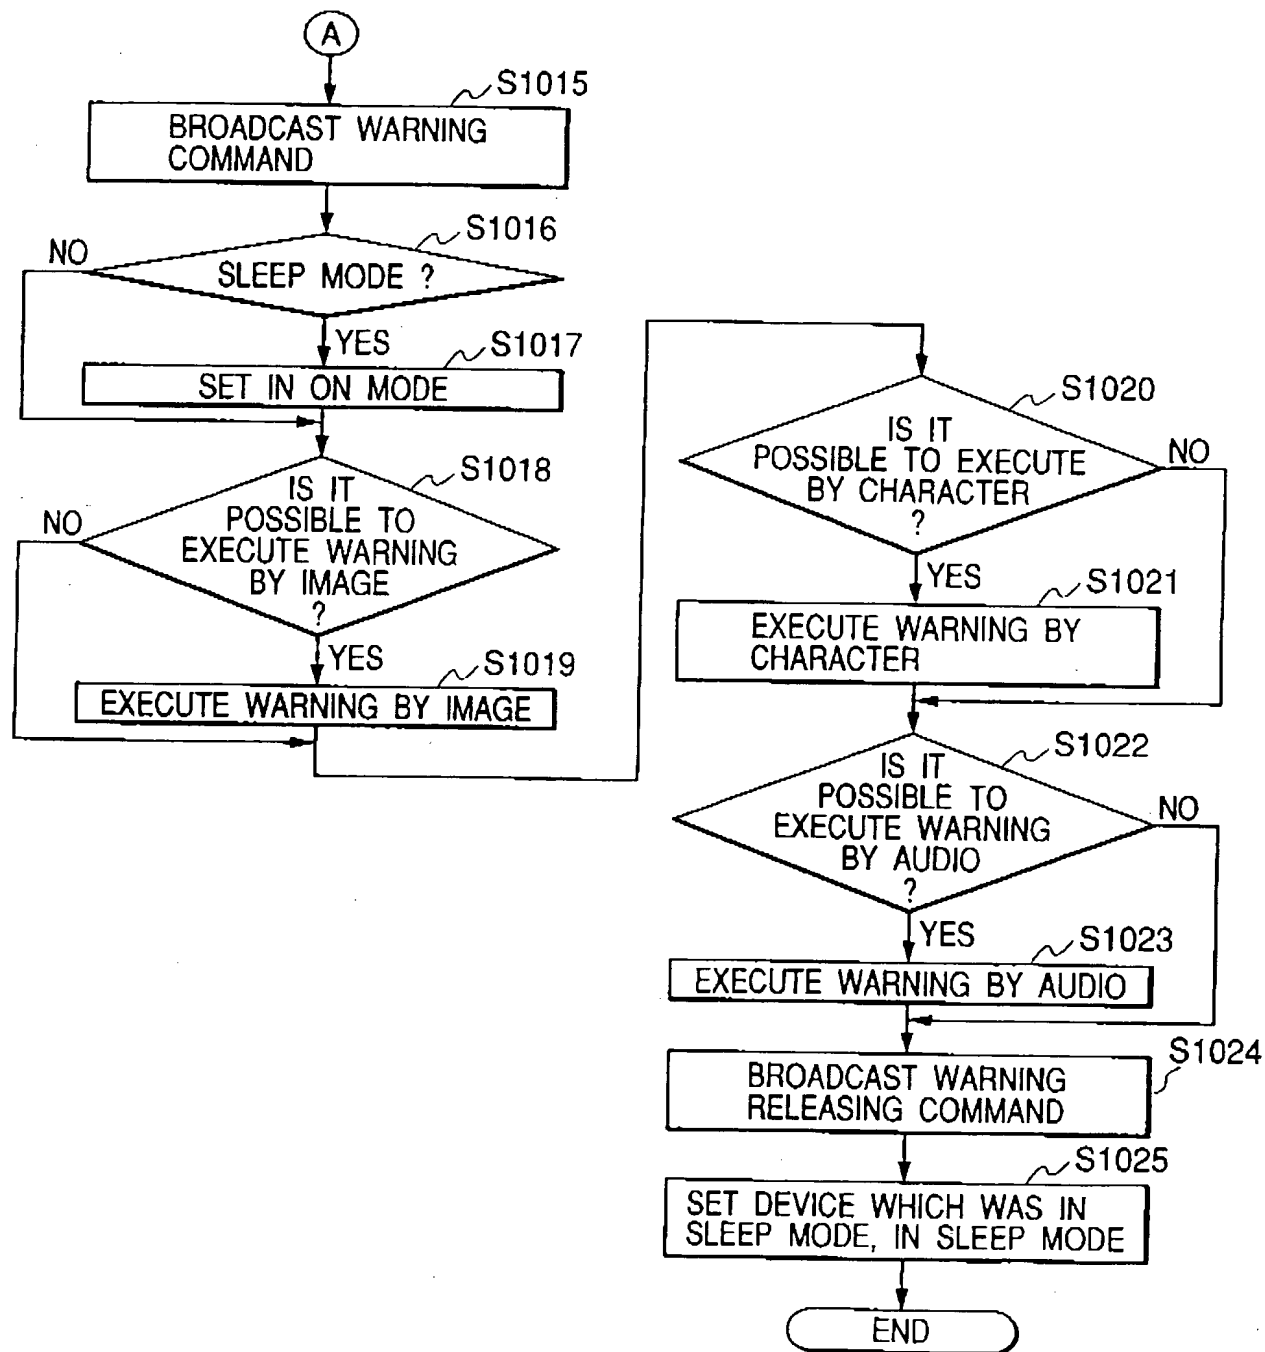 A
S1015
BROADCAST WARNING
COMMAND
S1016
NO
SLEEP MODE ?
YES
S1017
SET IN ON MODE
S1018
IS IT
NO
POSSIBLE TO
EXECUTE WARNING
BY IMAGE
?
YES
S1019
EXECUTE WARNING BY IMAGE
S1020
IS IT
POSSIBLE TO EXECUTE
NO
BY CHARACTER
?
YES
S1021
EXECUTE WARNING BY
CHARACTER
S1022
IS IT
POSSIBLE TO
NO
EXECUTE WARNING
BY AUDIO
?
YES
S1023
EXECUTE WARNING BY AUDIO
S1024
BROADCAST WARNING
RELEASING COMMAND
S1025
SET DEVICE WHICH WAS IN
SLEEP MODE, IN SLEEP MODE
END